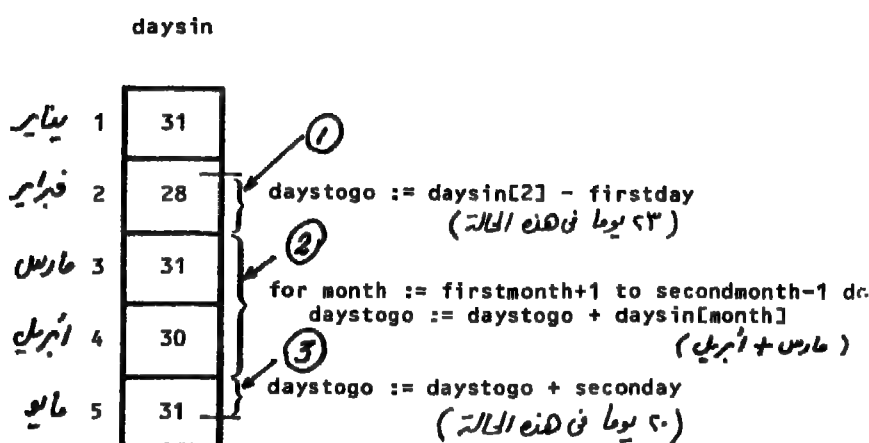 daysin
يناير 1 31
①
فبراير 2 28 daystogo := daysin[2] - firstday
(٢٣ يوماً فى هذه الحالة)
②
مارس 3 31
for month := firstmonth+1 to secondmonth-1 do
daystogo := daystogo + daysin[month]
أبريل 4 30 (مارس + أبريل)
③
daystogo := daystogo + seconday
مايو 5 31 (٢٠ يوماً فى هذه الحالة)